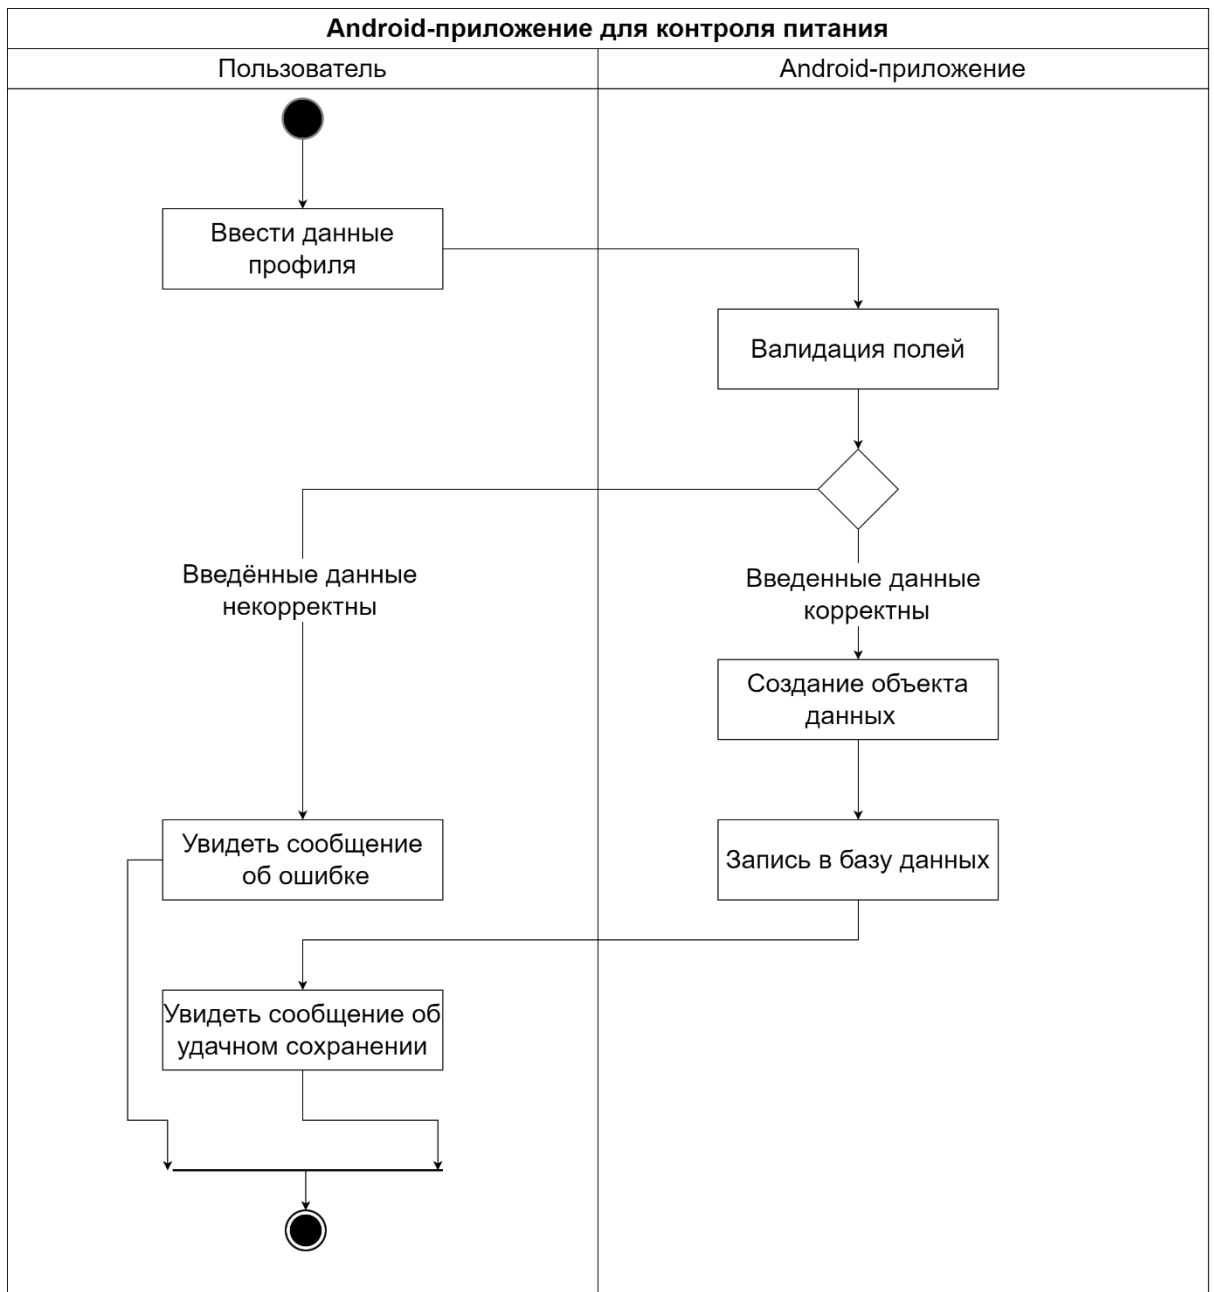 Android-приложение для контроля питания
Пользователь
Android-приложение
Ввести данные
профиля
Валидация полей
Введённые данные
некорректны
Введенные данные
корректны
Создание объекта
данных
Увидеть сообщение
об ошибке
Запись в базу данных
Увидеть сообщение об
удачном сохранении